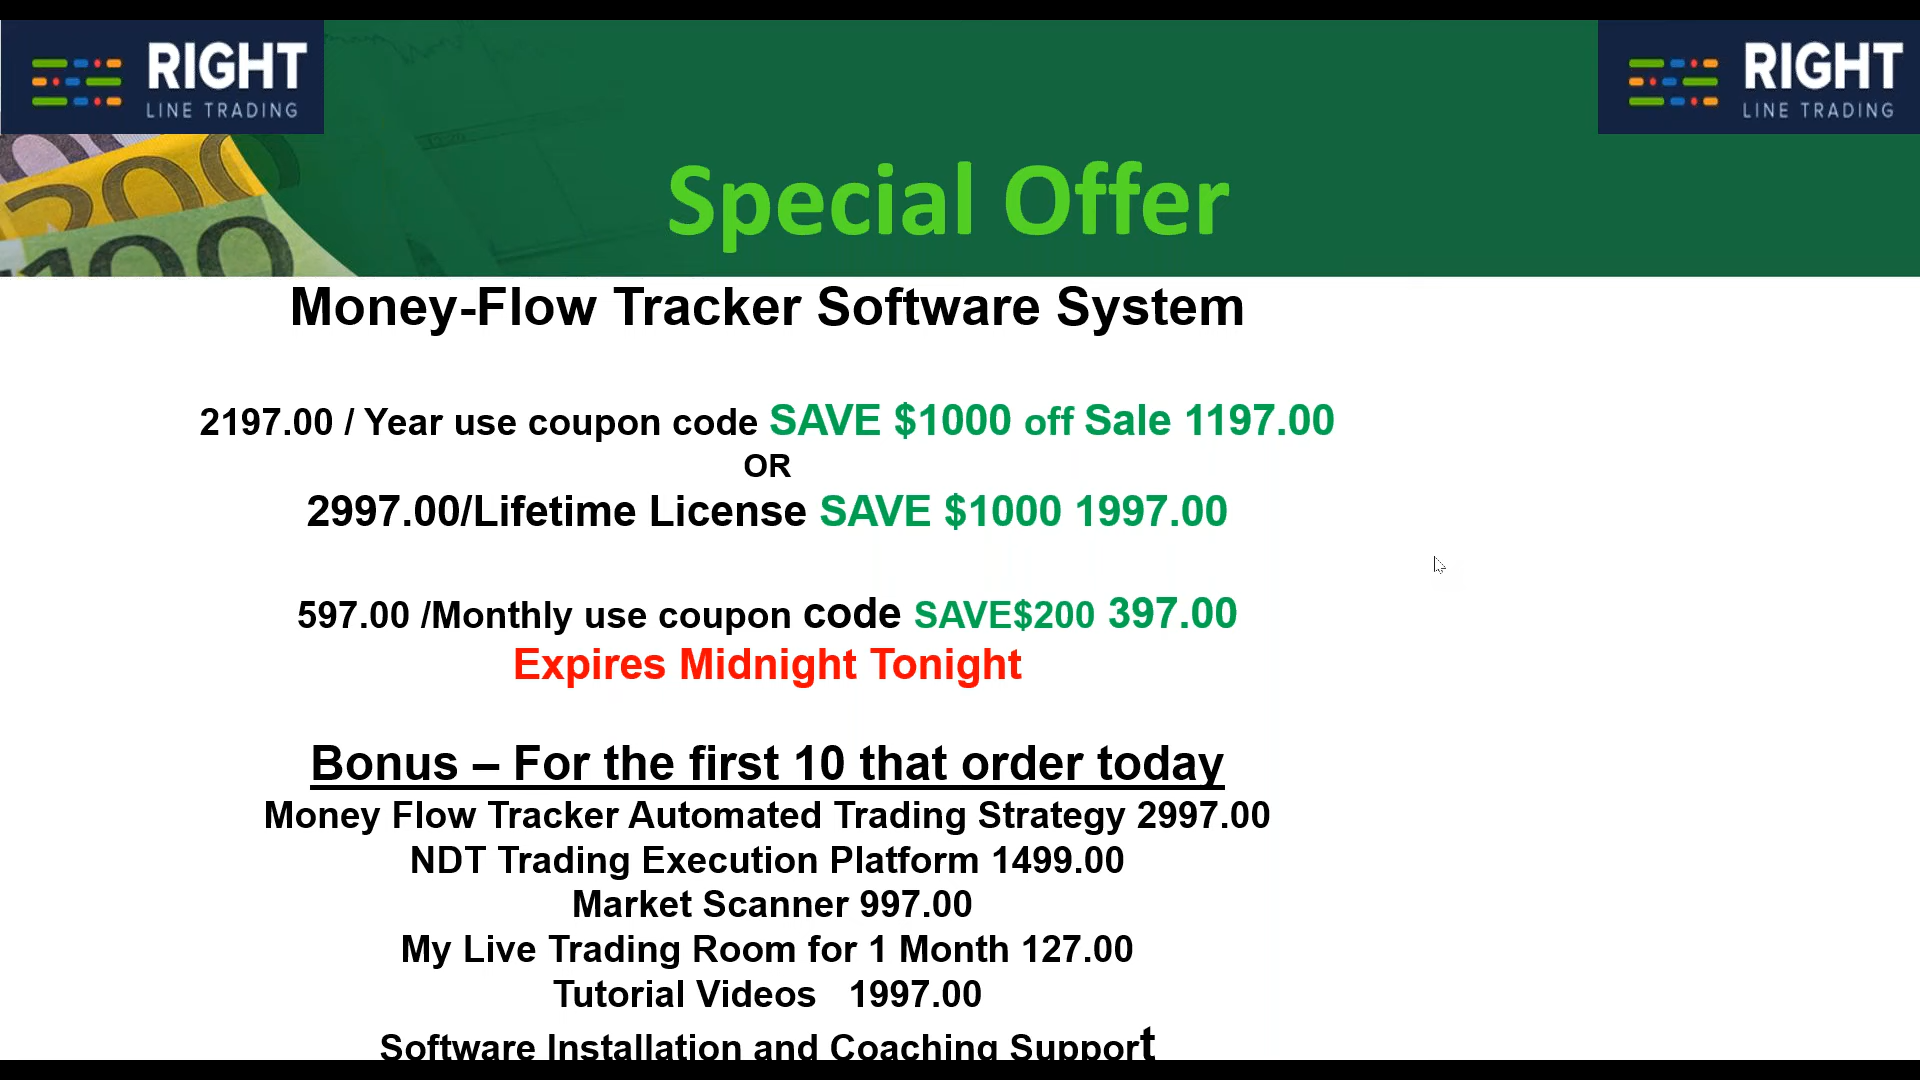 RIGHT
LINE TRADING
RIGHT
LINE TRADING
200
100
Special Offer
Money-Flow Tracker Software System
2197.00 / Year use coupon code SAVE $1000 off Sale 1197.00
OR
2997.00/Lifetime License SAVE $1000 1997.00
597.00 /Monthly use coupon code SAVE$200 397.00
Expires Midnight Tonight
Bonus – For the first 10 that order today
Money Flow Tracker Automated Trading Strategy 2997.00
NDT Trading Execution Platform 1499.00
Market Scanner 997.00
My Live Trading Room for 1 Month 127.00
Tutorial Videos 1997.00
Software Installation and Coaching Support